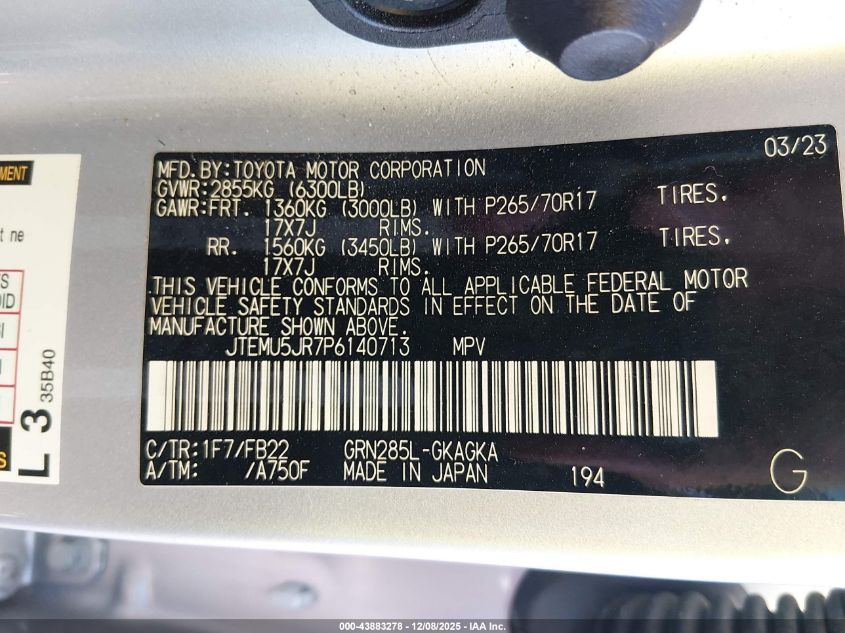 03/23
MFD.BY:TOYOTA MOTOR CORPORATION
GVWR:2855KG (6300LB)
GAWR:FRT. 1360KG (3000LB) WITH P265/70R17 TIRES.
17X7J RIMS.
RR. 1560KG (3450LB) WITH P265/70R17 TIRES.
17X7J RIMS.
THIS VEHICLE CONFORMS TO ALL APPLICABLE FEDERAL MOTOR
VEHICLE SAFETY STANDARDS IN EFFECT ON THE DATE OF
MANUFACTURE SHOWN ABOVE.
JTEMU5JR7P6140713 MPV
C/TR:1F7/FB22 GRN285L-GKAGKA
A/TM: /A750F MADE IN JAPAN 194 G
MENT
t ne
S
OID
I
S
L 3
35B40
000-43883278 - 12/08/2025 - IAA Inc.